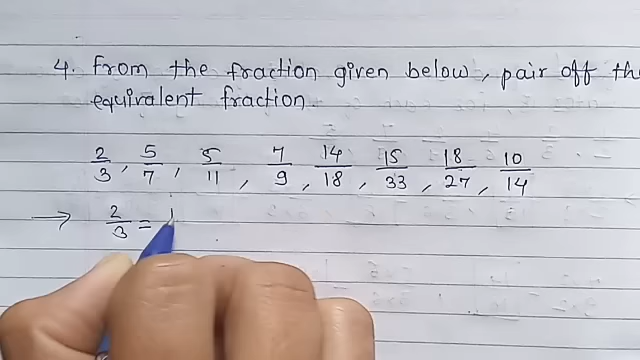 4. From the fraction given below, pair off the
equivalent fraction.
2/3, 5/7, 5/11, 7/9, 14/18, 15/33, 18/27, 10/14
→ 2/3 =